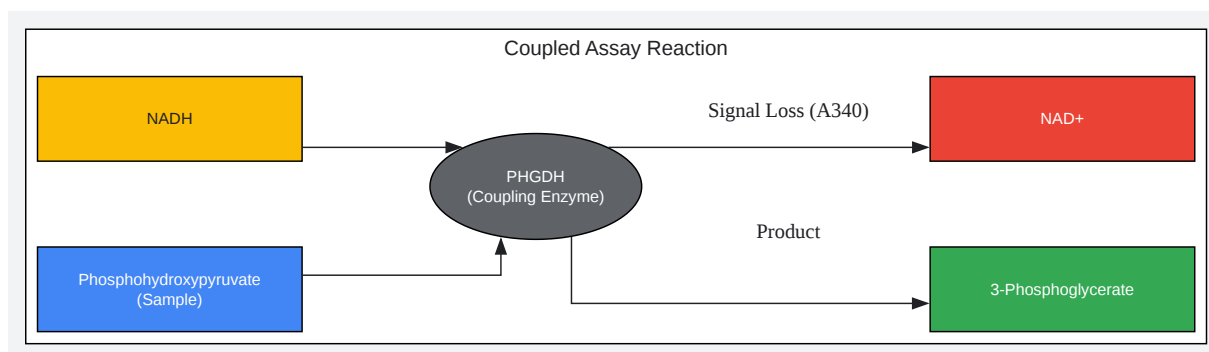 Coupled Assay Reaction
NADH
Signal Loss (A340)
NAD+
PHGDH
(Coupling Enzyme)
Product
Phosphohydroxypyruvate
(Sample)
3-Phosphoglycerate